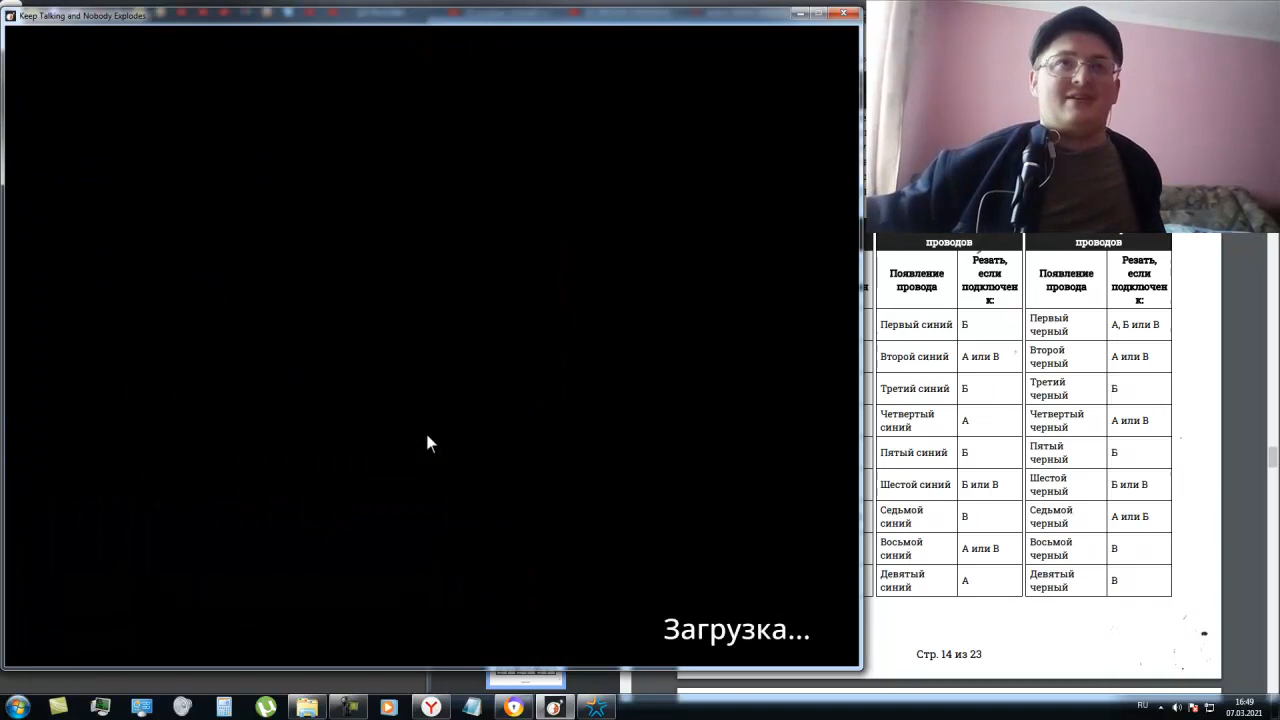 Keep Talking and Nobody Explodes
проводов
проводов
Появление провода
Резать, если подключен к:
Появление провода
Резать, если подключен к:
Первый синий
Б
Первый черный
А, Б или В
Второй синий
А или В
Второй черный
А или В
Третий синий
Б
Третий черный
Б
Четвертый синий
А
Четвертый черный
А или В
Пятый синий
Б
Пятый черный
Б
Шестой синий
Б или В
Шестой черный
Б или В
Седьмой синий
В
Седьмой черный
А или Б
Восьмой синий
А или В
Восьмой черный
В
Девятый синий
А
Девятый черный
В
Загрузка...
Стр. 14 из 23
RU
16:49
07.03.2021